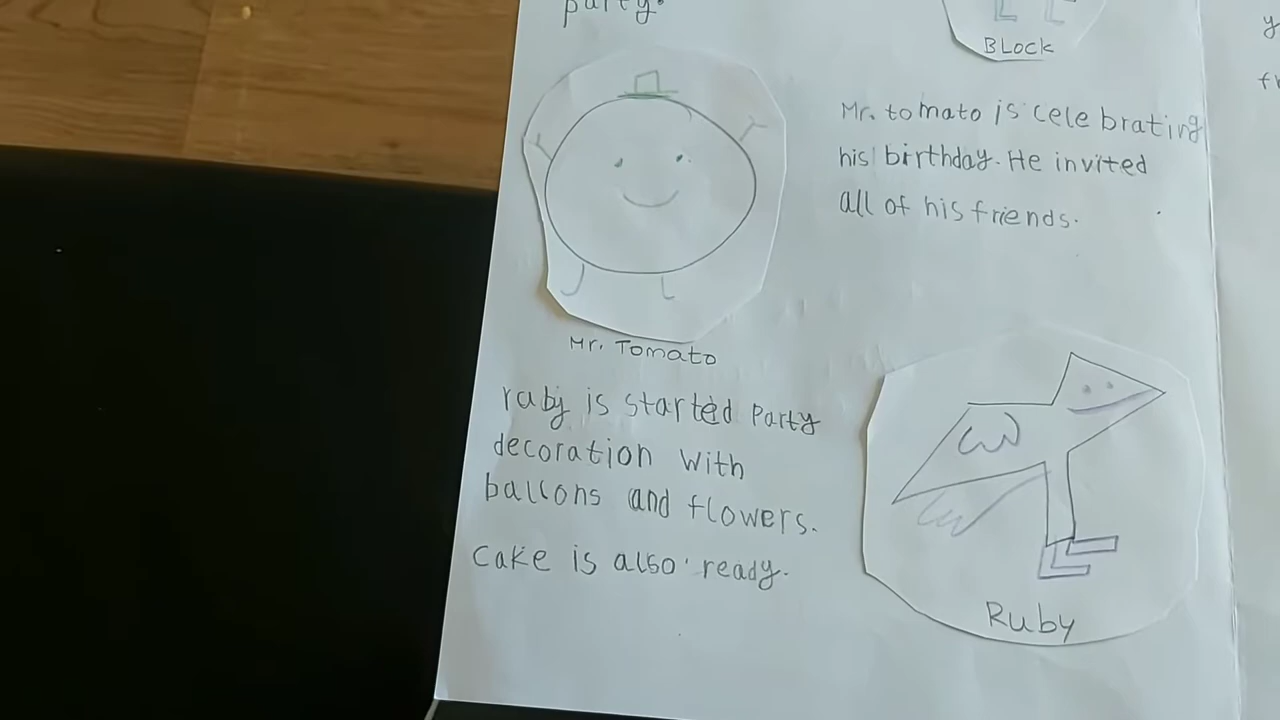 party.
BLOCK
Mr. tomato is celebrating
his birthday. He invited
all of his friends.
Mr. Tomato
ruby is started Party
decoration with
ballons and flowers.
Cake is also ready.
Ruby